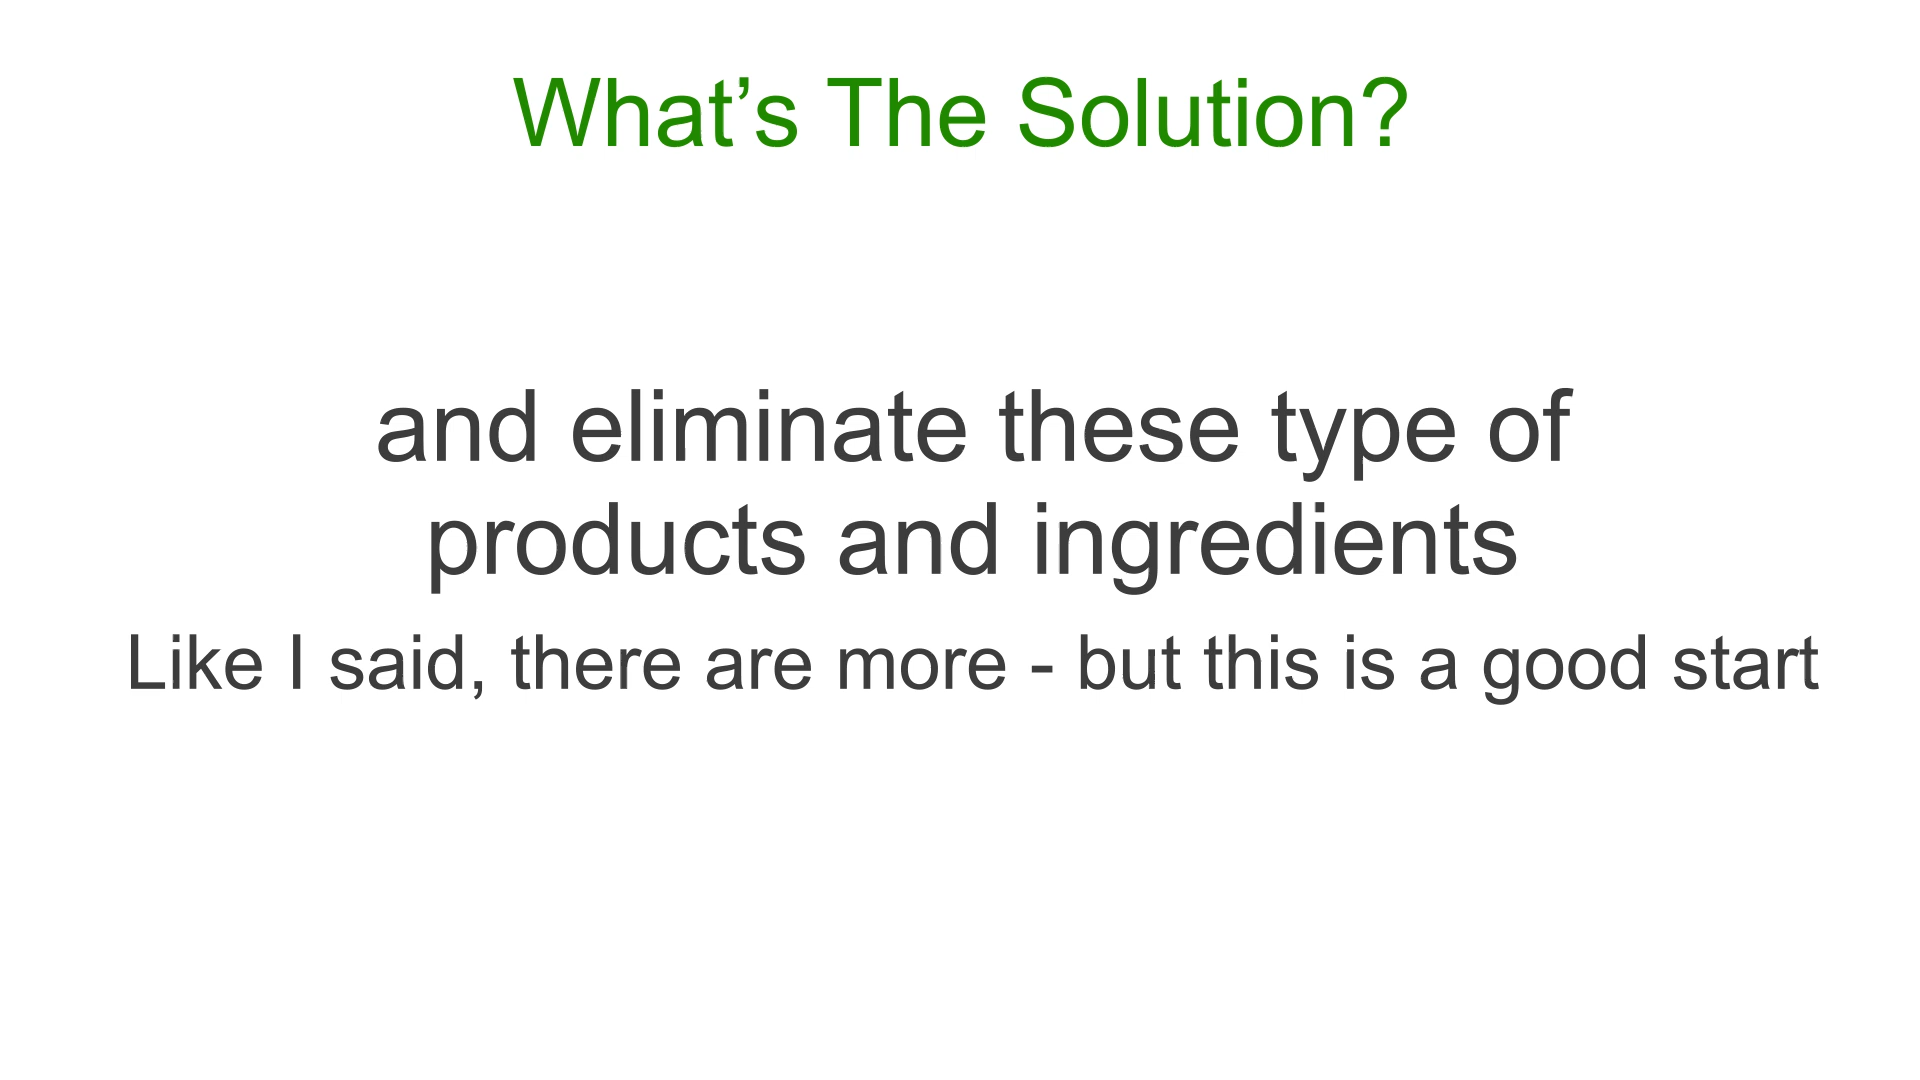 What’s The Solution?
and eliminate these type of
products and ingredients
Like I said, there are more - but this is a good start